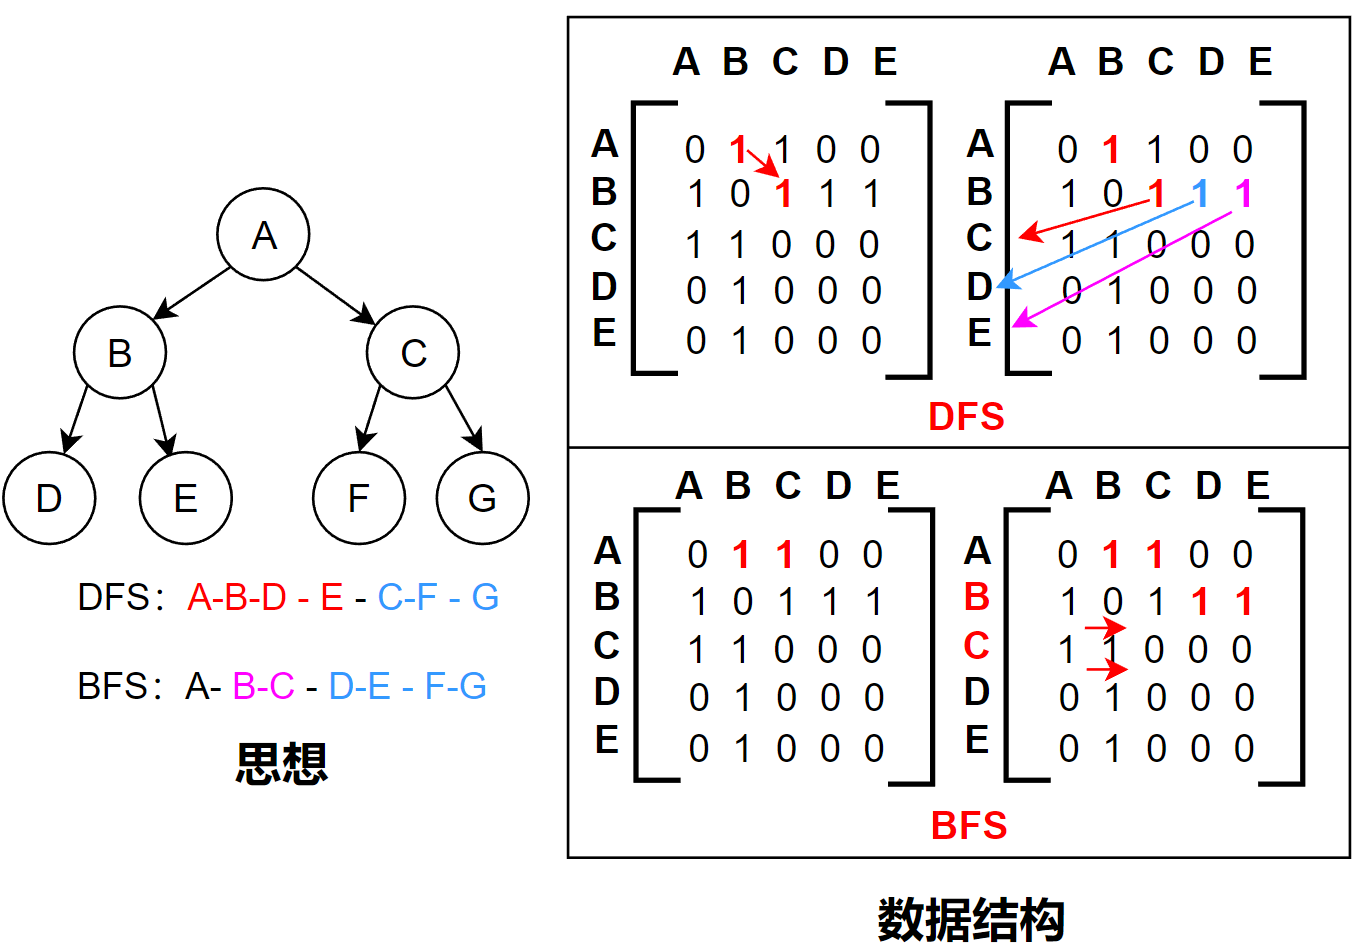 A
B C
D E F G
DFS：A-B-D - E - C-F - G
BFS：A- B-C - D-E - F-G
思想
A B C D E
A 0 1 1 0 0
B 1 0 1 1 1
C 1 1 0 0 0
D 0 1 0 0 0
E 0 1 0 0 0
A B C D E
A 0 1 1 0 0
B 1 0 1 1 1
C 1 1 0 0 0
D 0 1 0 0 0
E 0 1 0 0 0
DFS
A B C D E
A 0 1 1 0 0
B 1 0 1 1 1
C 1 1 0 0 0
D 0 1 0 0 0
E 0 1 0 0 0
A B C D E
A 0 1 1 0 0
B 1 0 1 1 1
C 1 1 0 0 0
D 0 1 0 0 0
E 0 1 0 0 0
BFS
数据结构